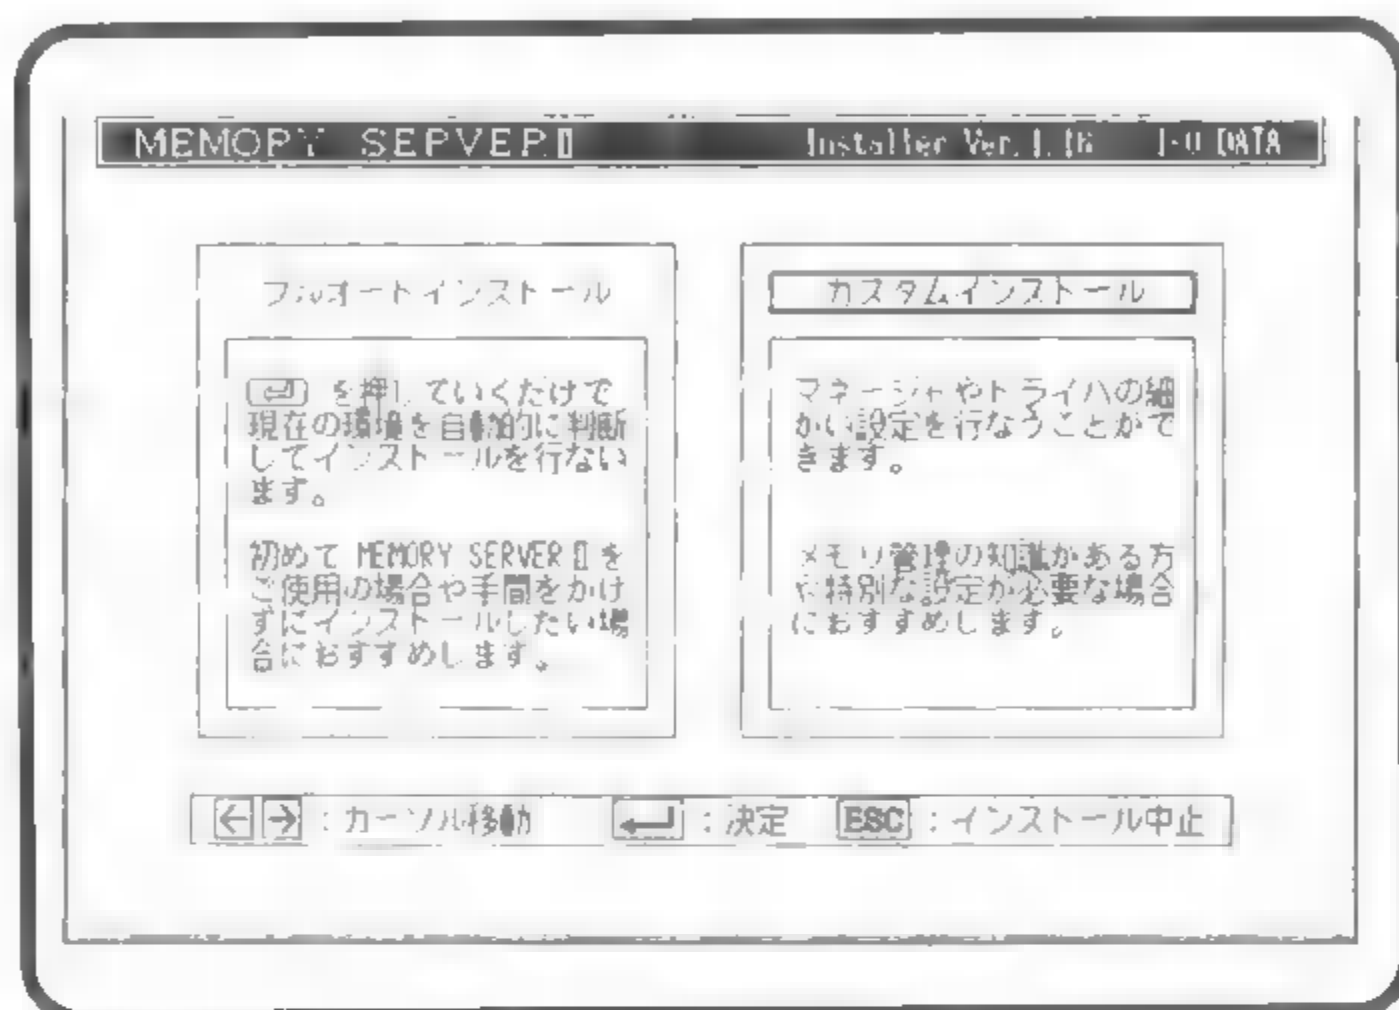 MEMORY SERVERⅡ
Installer Ver.1.16 I-O DATA
フルオートインストール
を押していくだけで
現在の環境を自動的に判断
してインストールを行ない
ます。
初めて MEMORY SERVERⅡを
ご使用の場合や手間をかけ
ずにインストールしたい場
合におすすめします。
カスタムインストール
マネージャやドライバの細
かい設定を行なうことがで
きます。
メモリ管理の知識がある方
や特別な設定が必要な場合
におすすめします。
←→：カーソル移動 ：決定 ESC：インストール中止